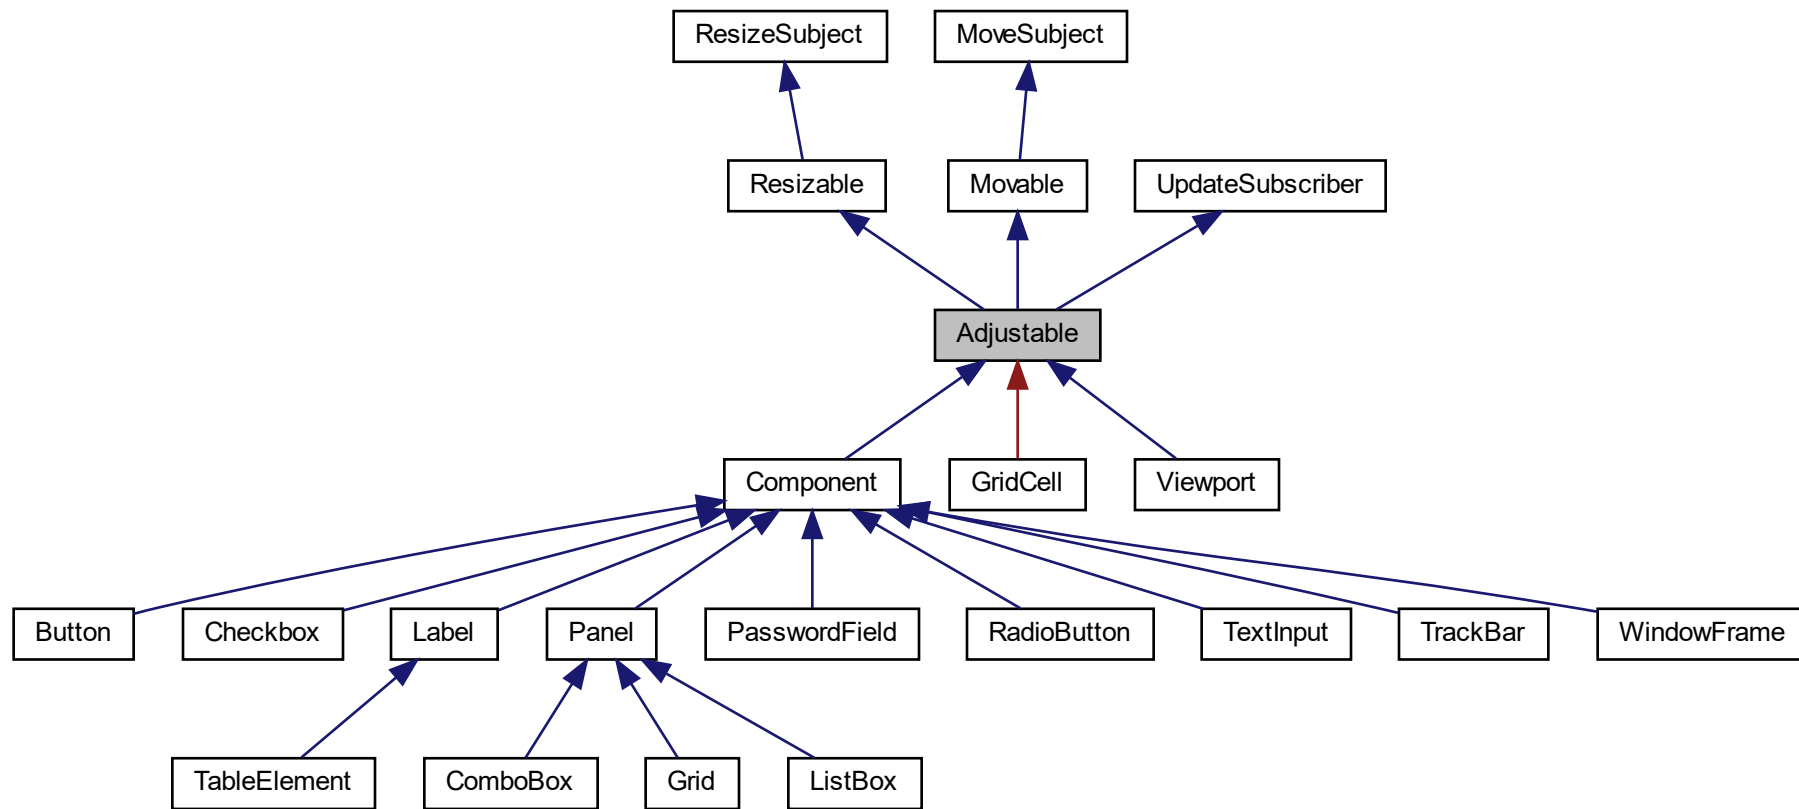 ResizeSubject
MoveSubject
Resizable
Movable
UpdateSubscriber
Adjustable
Component
GridCell
Viewport
Button
Checkbox
Label
Panel
PasswordField
RadioButton
TextInput
TrackBar
WindowFrame
TableElement
ComboBox
Grid
ListBox